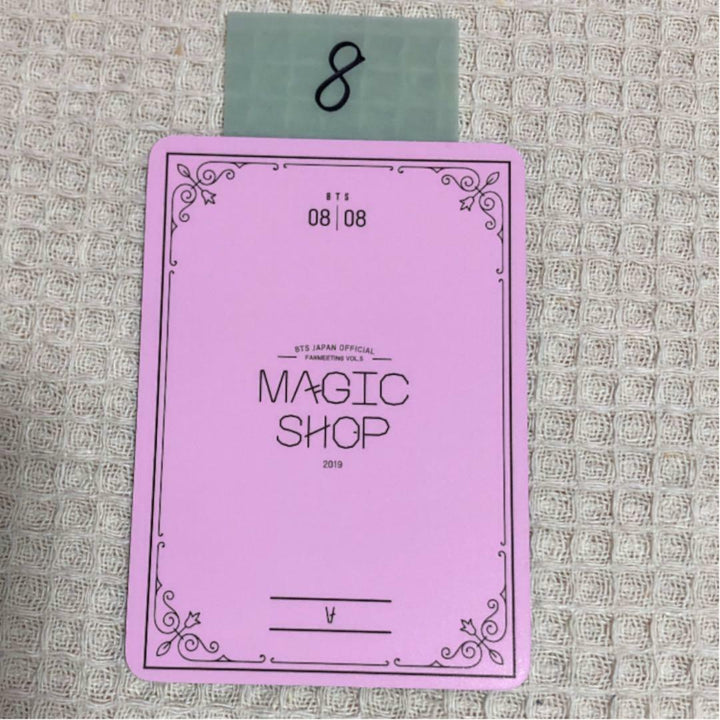 8
BTS
08|08
BTS JAPAN OFFICIAL
FANMEETING VOL.5
MAGIC
SHOP
2019
∀